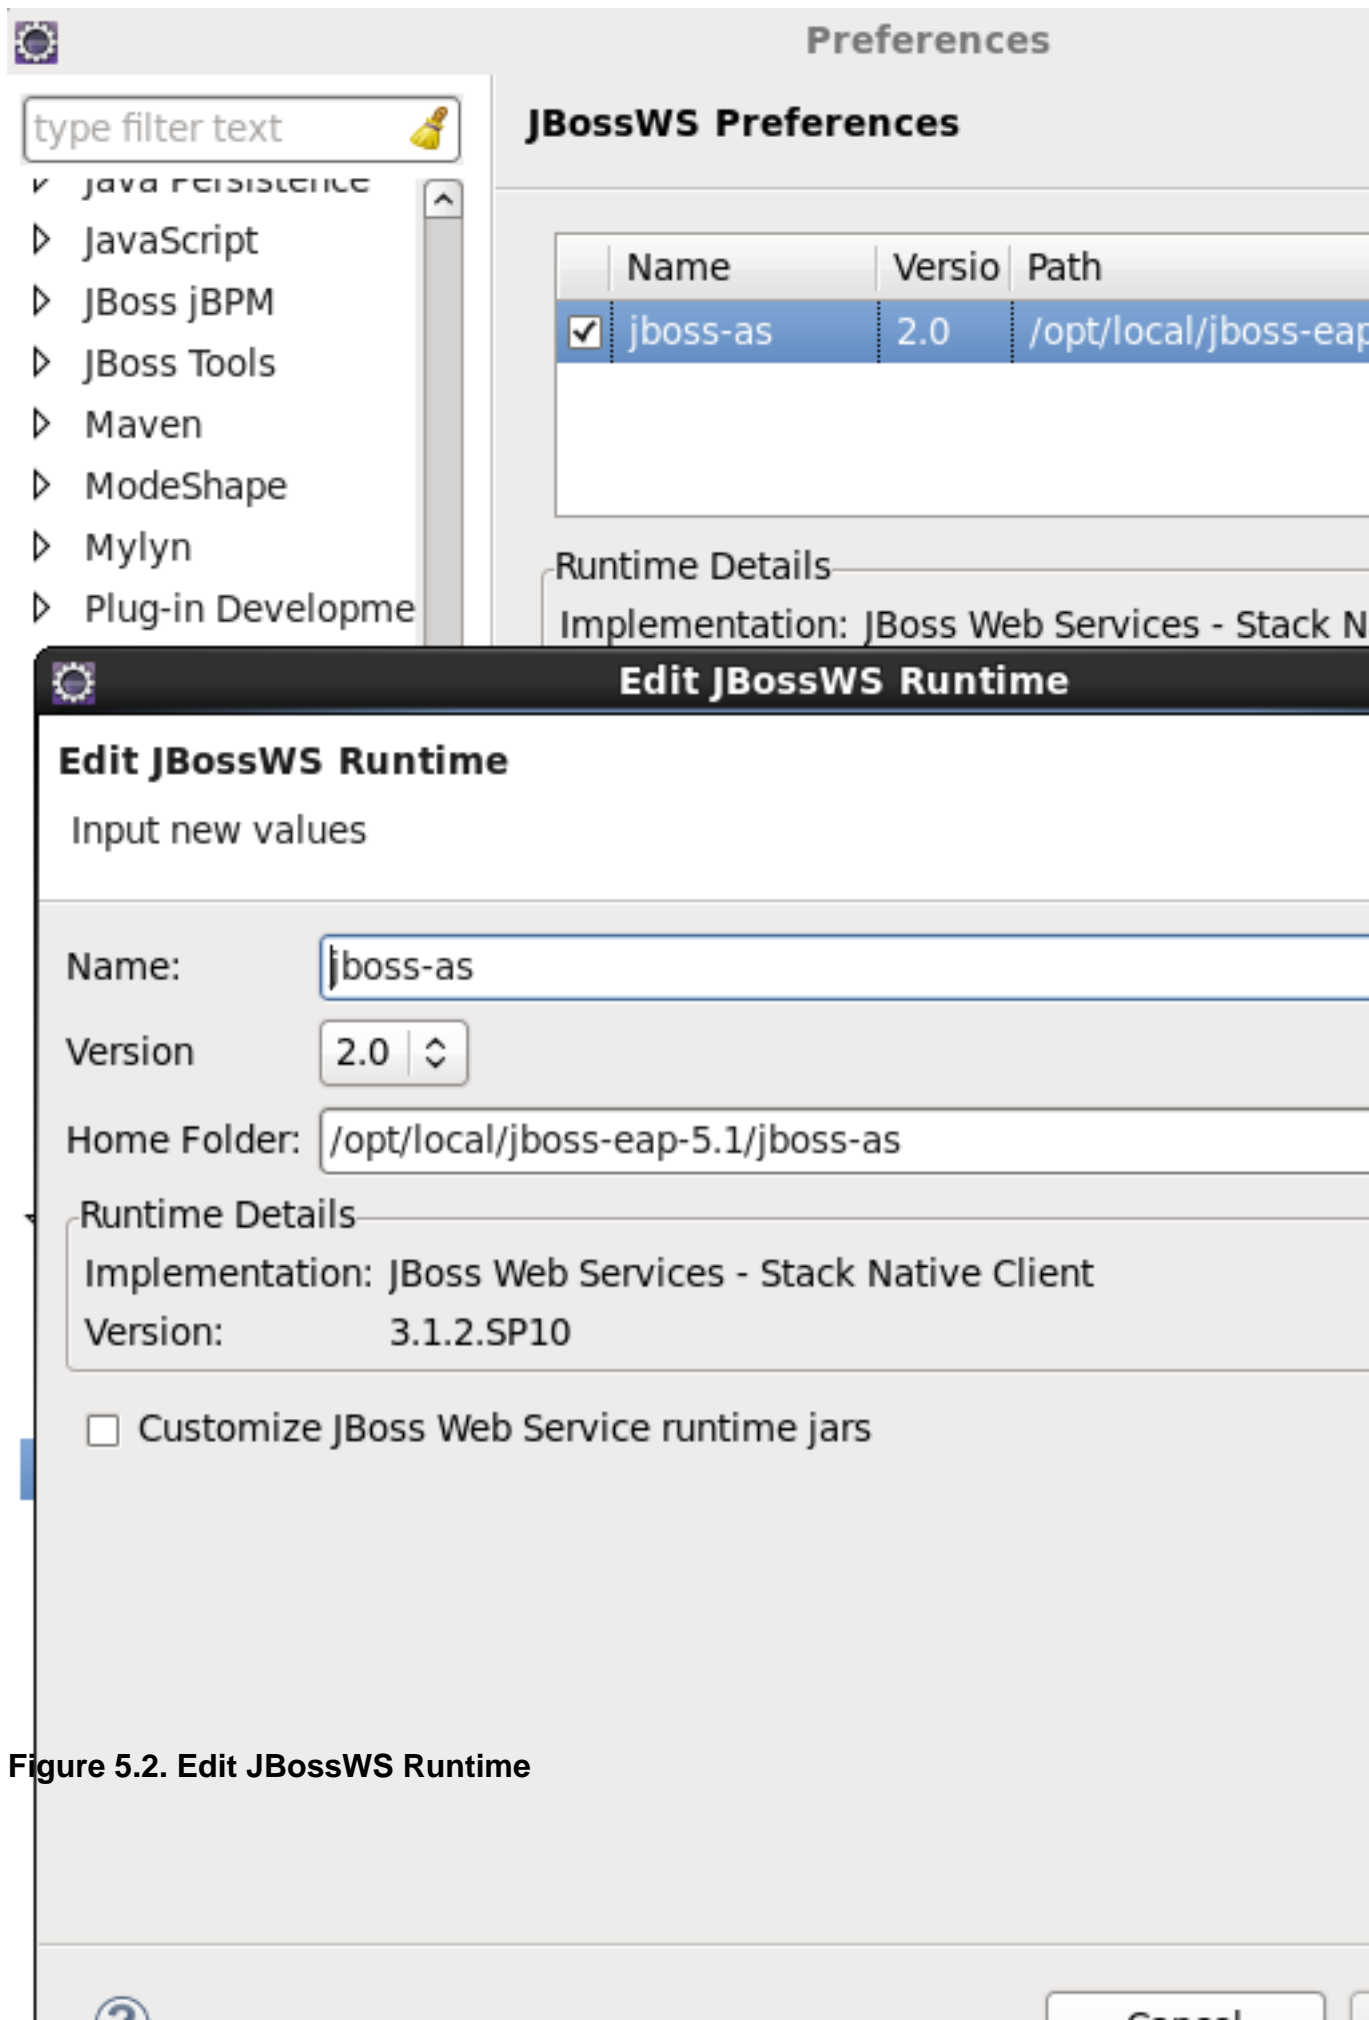 Preferences
type filter text
JBossWS Preferences
Java Persistence
JavaScript
JBoss jBPM
JBoss Tools
Maven
ModeShape
Mylyn
Plug-in Developme
Name Versio Path
jboss-as 2.0 /opt/local/jboss-eap
Runtime Details
Implementation: JBoss Web Services - Stack N
Edit JBossWS Runtime
Edit JBossWS Runtime
Input new values
Name: jboss-as
Version 2.0
Home Folder: /opt/local/jboss-eap-5.1/jboss-as
Runtime Details
Implementation: JBoss Web Services - Stack Native Client
Version: 3.1.2.SP10
Customize JBoss Web Service runtime jars
Figure 5.2. Edit JBossWS Runtime
Cancel